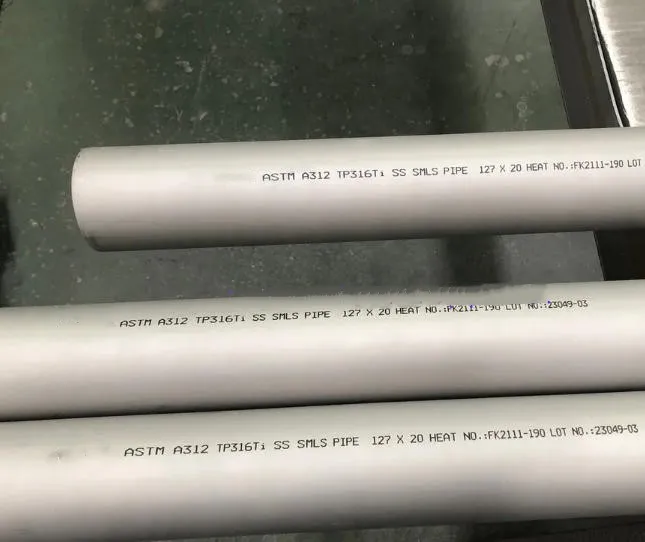 ASTM A312 TP316Ti SS SMLS PIPE 127 X 20 HEAT NO.:FK2111-190 LOT
ASTM A312 TP316Ti SS SMLS PIPE 127 X 20 HEAT NO.:FK2111-190 LOT NO.:23049-03
ASTM A312 TP316Ti SS SMLS PIPE 127 X 20 HEAT NO.:FK2111-190 LOT NO.:23049-03